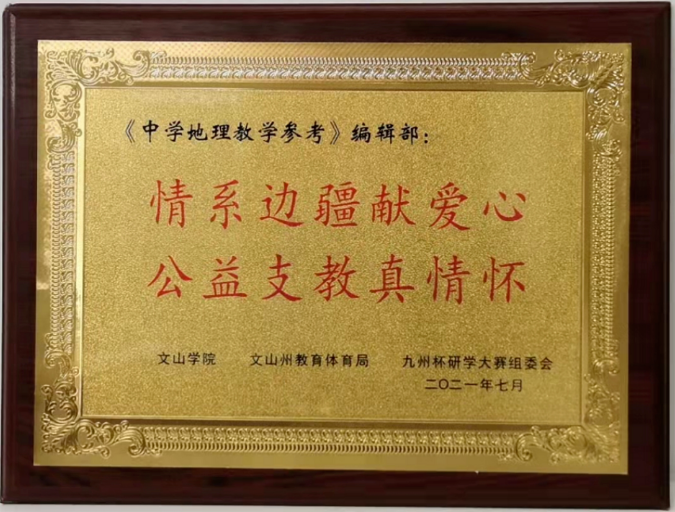 《中学地理教学参考》编辑部：
情系边疆献爱心
公益支教真情怀
文山学院 文山州教育体育局 九州杯研学大赛组委会
二〇二一年七月